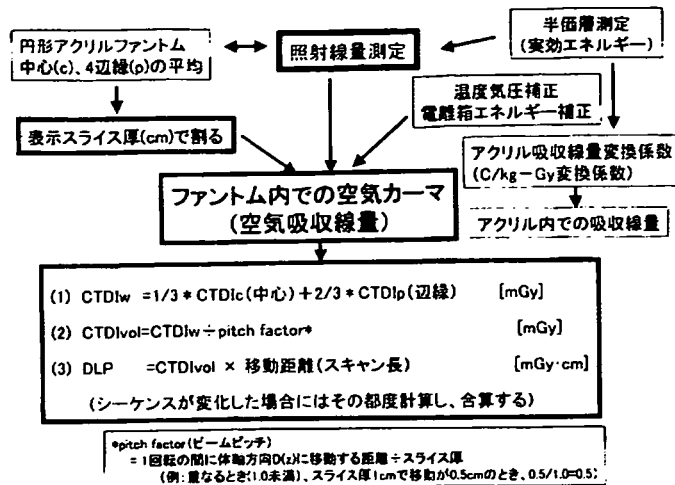 円形アクリルファントム
中心(c)、4辺縁(p)の平均
照射線量測定
半価層測定
(実効エネルギー)
温度気圧補正
電離箱エネルギー補正
表示スライス厚(cm)で割る
アクリル吸収線量変換係数
(C/kg-Gy変換係数)
ファントム内での空気カーマ
(空気吸収線量)
アクリル内での吸収線量
(1) CTDIw =1/3*CTDIc(中心)+2/3*CTDIp(辺縁) [mGy]
(2) CTDIvol=CTDIw÷pitch factor* [mGy]
(3) DLP =CTDIvol × 移動距離(スキャン長) [mGy・cm]
(シーケンスが変化した場合にはその都度計算し、合算する)
*pitch factor(ビームピッチ)
= 1回転の間に体軸方向D(z)に移動する距離÷スライス厚
(例:重なるとき(1.0未満)、スライス厚1cmで移動が0.5cmのとき、0.5/1.0=0.5)